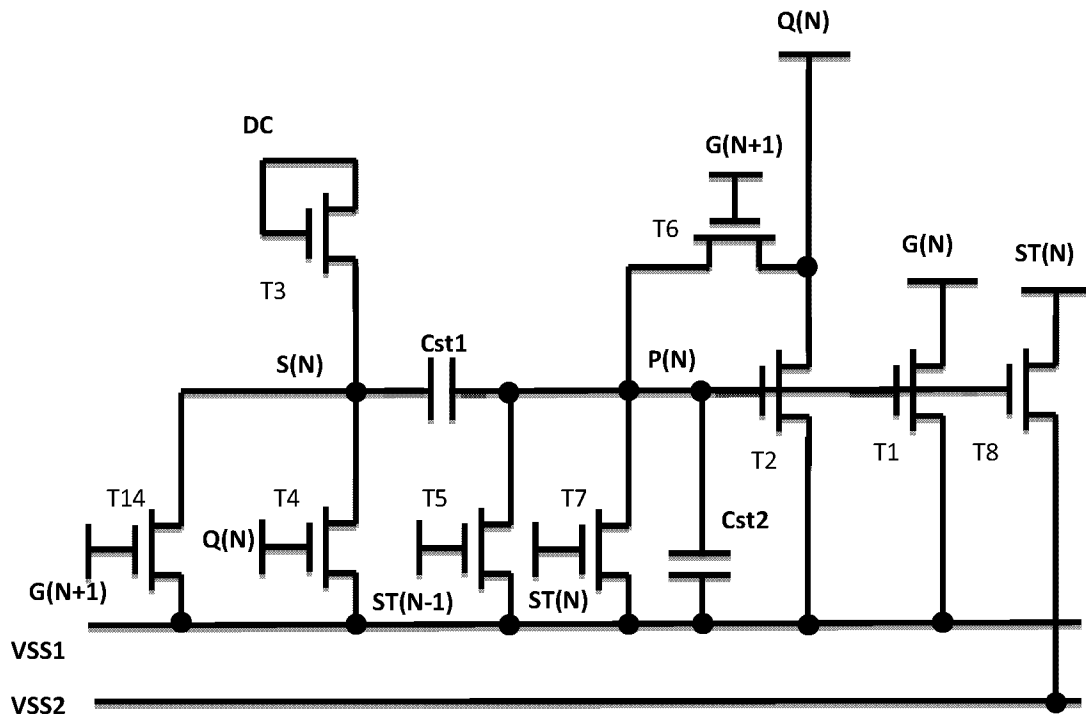 Q(N)
DC
G(N+1)
T6
G(N)
ST(N)
T3
Cst1
S(N)
P(N)
T2
T1
T8
T14
T4
T5
T7
Q(N)
Cst2
G(N+1)
ST(N-1)
ST(N)
VSS1
VSS2